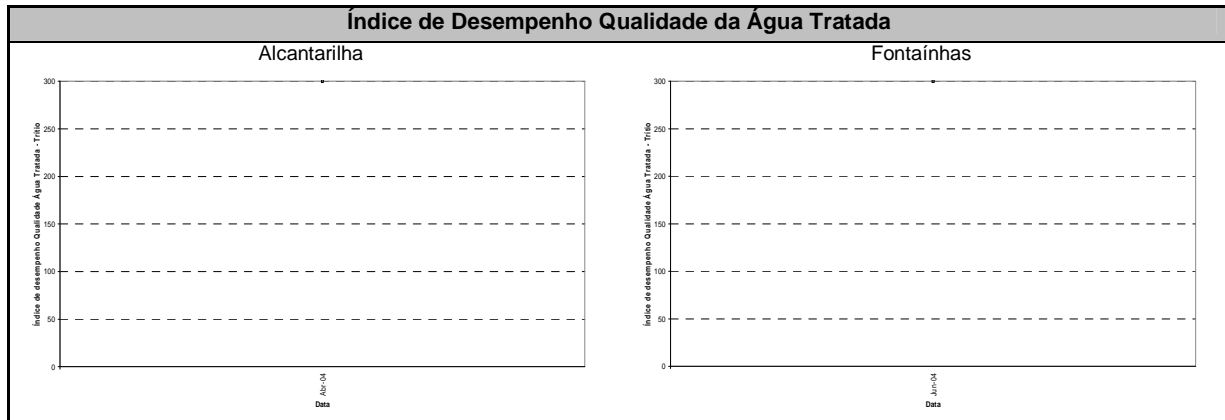 Índice de Desempenho Qualidade da Água Tratada
Alcantarilha
Índice de desempenho Qualidade Água Tratada - Trítio
300
250
200
150
100
50
0
Abr-04
Data
Fontaínhas
Índice de desempenho Qualidade Água Tratada - Trítio
300
250
200
150
100
50
0
Jun-04
Data